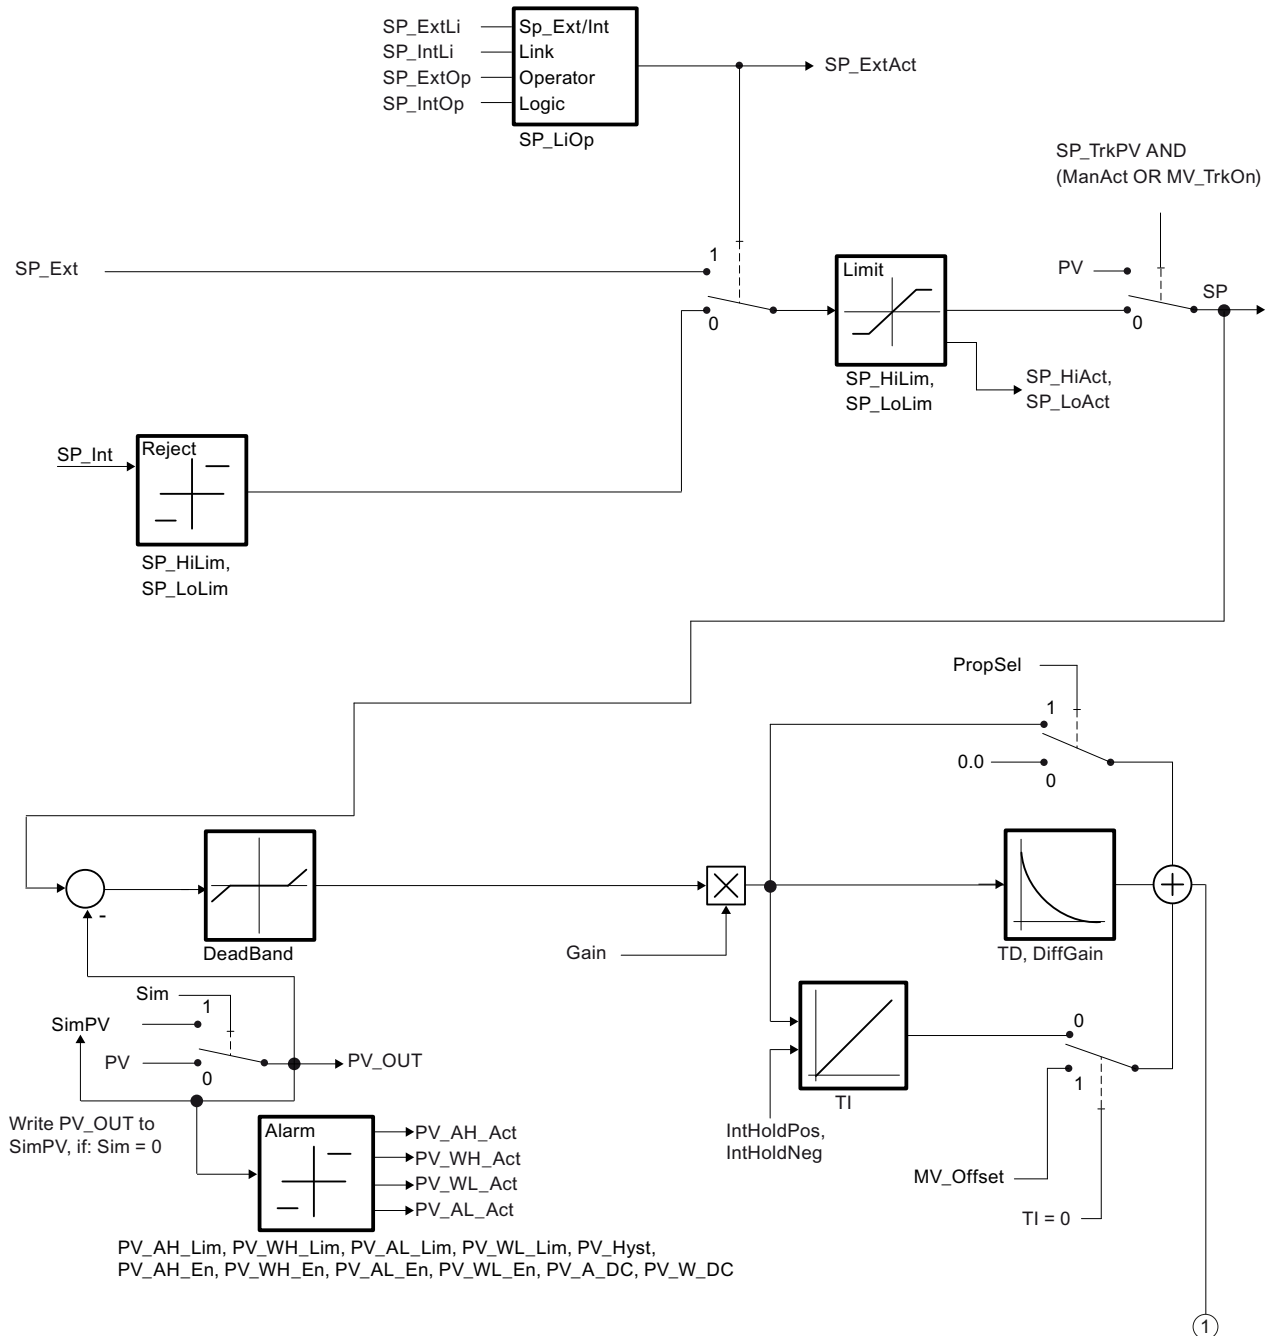 SP_ExtLi
SP_IntLi
SP_ExtOp
SP_IntOp
Sp_Ext/Int
Link
Operator
Logic
SP_LiOp
SP_ExtAct
SP_TrkPV AND
(ManAct OR MV_TrkOn)
SP_Ext
1
0
Limit
SP_HiLim,
SP_LoLim
SP_HiAct,
SP_LoAct
PV
0
SP
SP_Int
Reject
SP_HiLim,
SP_LoLim
PropSel
1
0.0
0
-
DeadBand
Gain
TD, DiffGain
+
Sim
1
SimPV
PV
0
PV_OUT
Write PV_OUT to
SimPV, if: Sim = 0
Alarm
PV_AH_Act
PV_WH_Act
PV_WL_Act
PV_AL_Act
PV_AH_Lim, PV_WH_Lim, PV_AL_Lim, PV_WL_Lim, PV_Hyst,
PV_AH_En, PV_WH_En, PV_AL_En, PV_WL_En, PV_A_DC, PV_W_DC
TI
IntHoldPos,
IntHoldNeg
0
1
MV_Offset
TI = 0
1